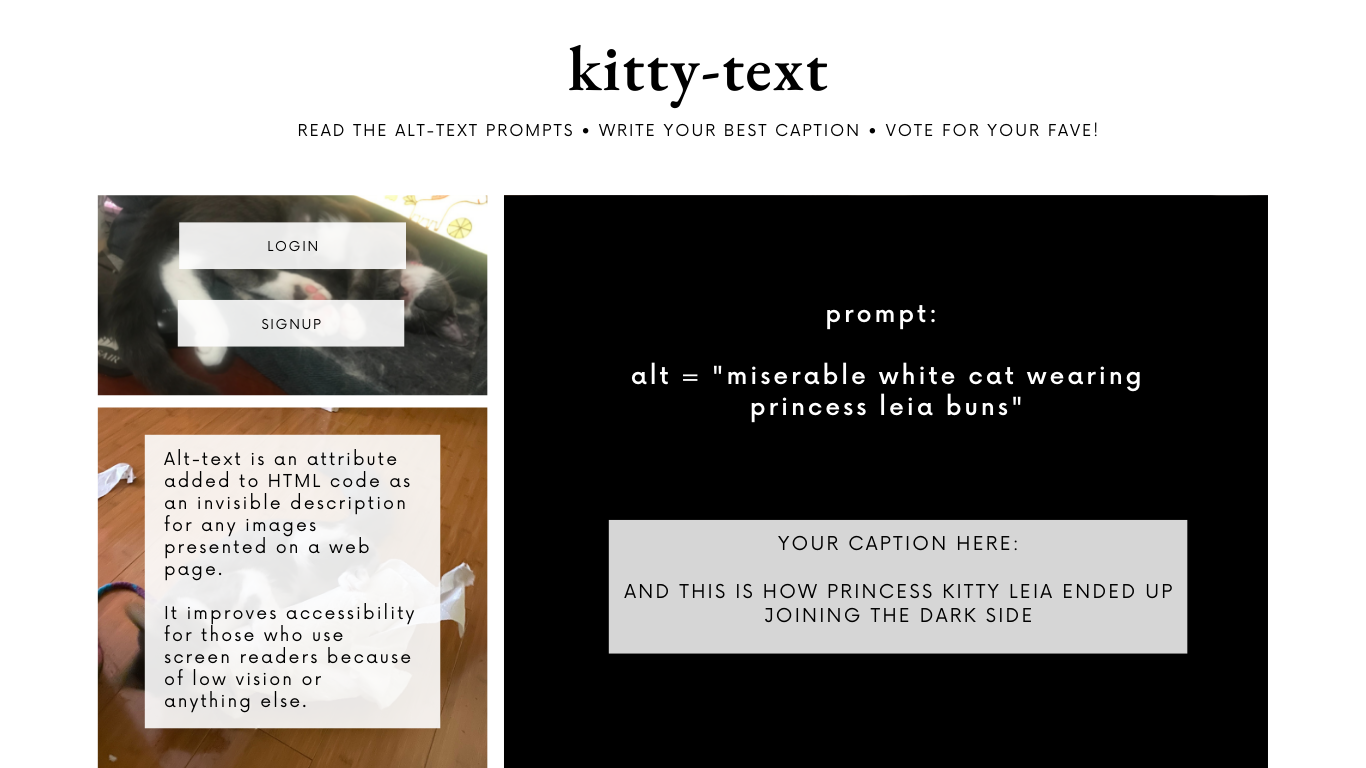 kitty-text
READ THE ALT-TEXT PROMPTS • WRITE YOUR BEST CAPTION • VOTE FOR YOUR FAVE!
LOGIN
SIGNUP
Alt-text is an attribute
added to HTML code as
an invisible description
for any images
presented on a web
page.
It improves accessibility
for those who use
screen readers because
of low vision or
anything else.
prompt:
alt = "miserable white cat wearing
princess leia buns"
YOUR CAPTION HERE:
AND THIS IS HOW PRINCESS KITTY LEIA ENDED UP
JOINING THE DARK SIDE